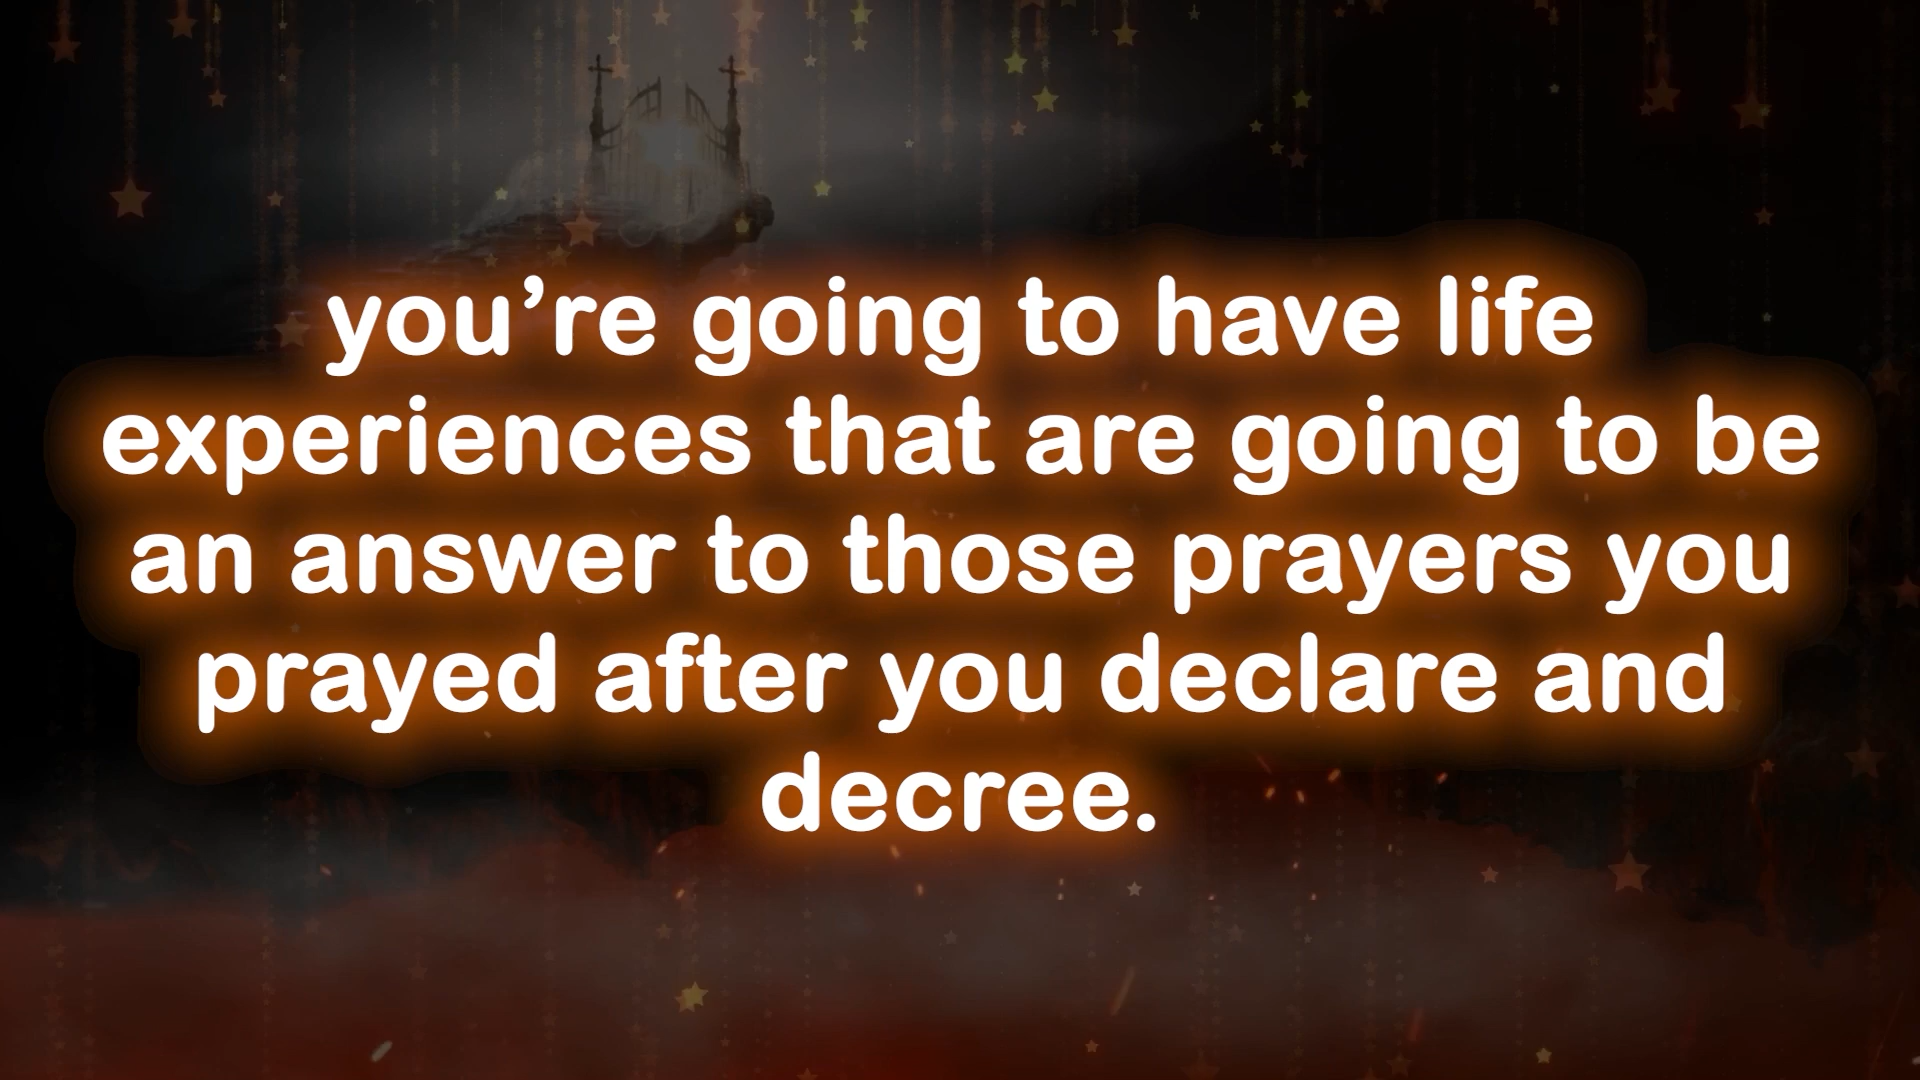 you’re going to have life
experiences that are going to be
an answer to those prayers you
prayed after you declare and
decree.